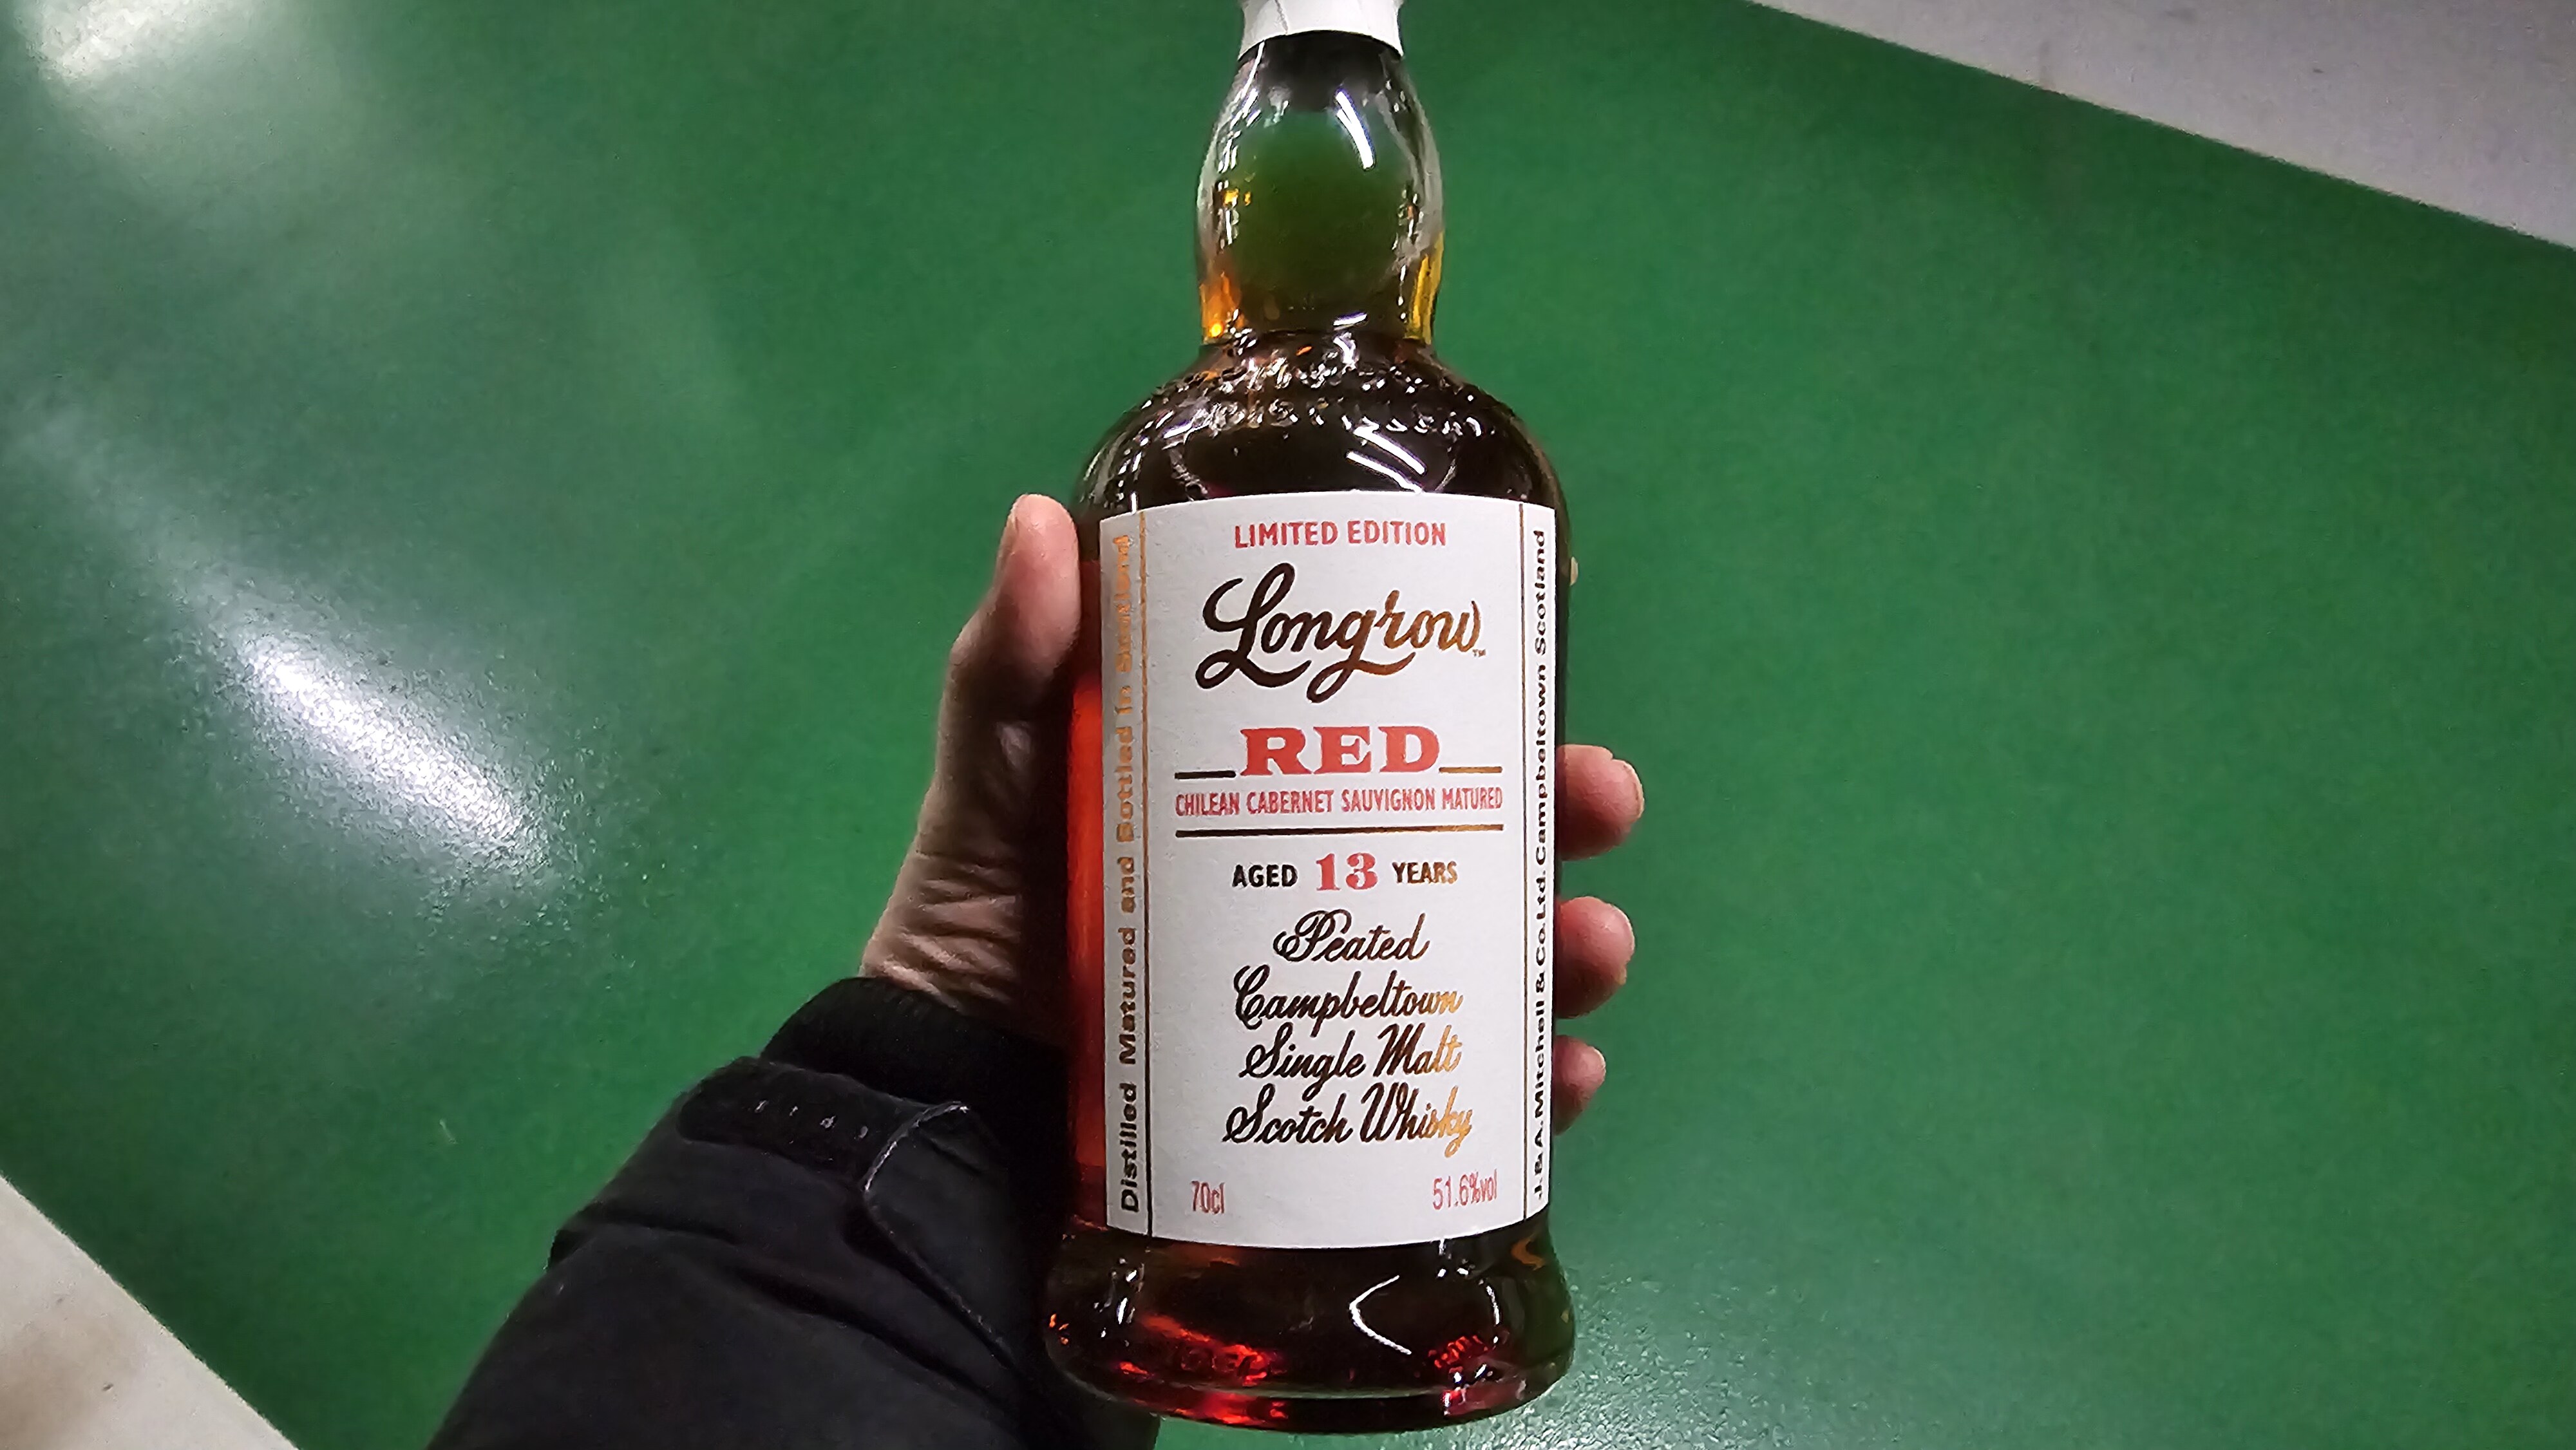 LIMITED EDITION
Longrow™
RED
CHILEAN CABERNET SAUVIGNON MATURED
AGED 13 YEARS
Peated
Campbeltown
Single Malt
Scotch Whisky
70cl 51.6%vol
Distilled Matured and Bottled in Scotland
J.&A.Mitchell & Co.Ltd. Campbeltown Scotland